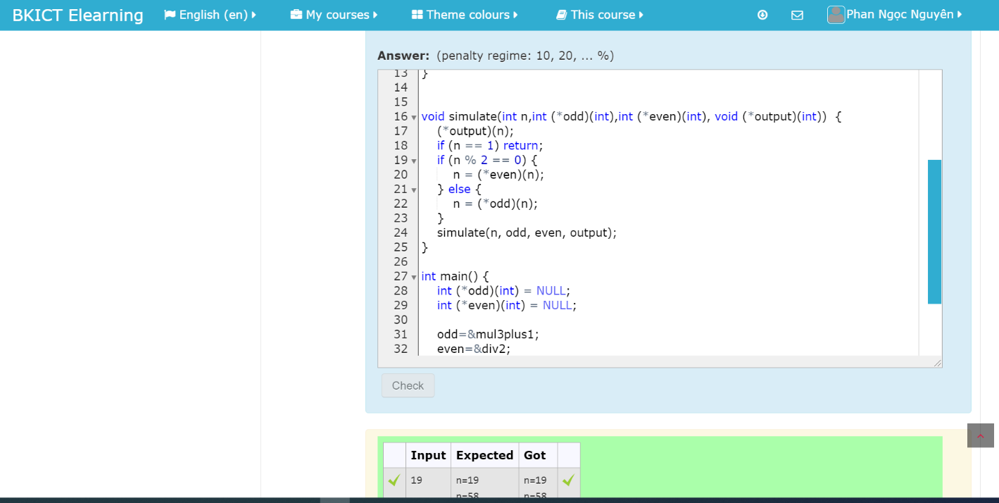 BKICT Elearning English (en) My courses Theme colours This course Phan Ngọc Nguyên
Answer: (penalty regime: 10, 20, ... %)
13 }
14
15
16 void simulate(int n,int (*odd)(int),int (*even)(int), void (*output)(int))  {
17 (*output)(n);
18 if (n == 1) return;
19 if (n % 2 == 0) {
20 n = (*even)(n);
21 } else {
22 n = (*odd)(n);
23 }
24 simulate(n, odd, even, output);
25 }
26
27 int main() {
28 int (*odd)(int) = NULL;
29 int (*even)(int) = NULL;
30
31 odd=&mul3plus1;
32 even=&div2;
Check
Input Expected Got
19 n=19 n=19
n=58 n=58